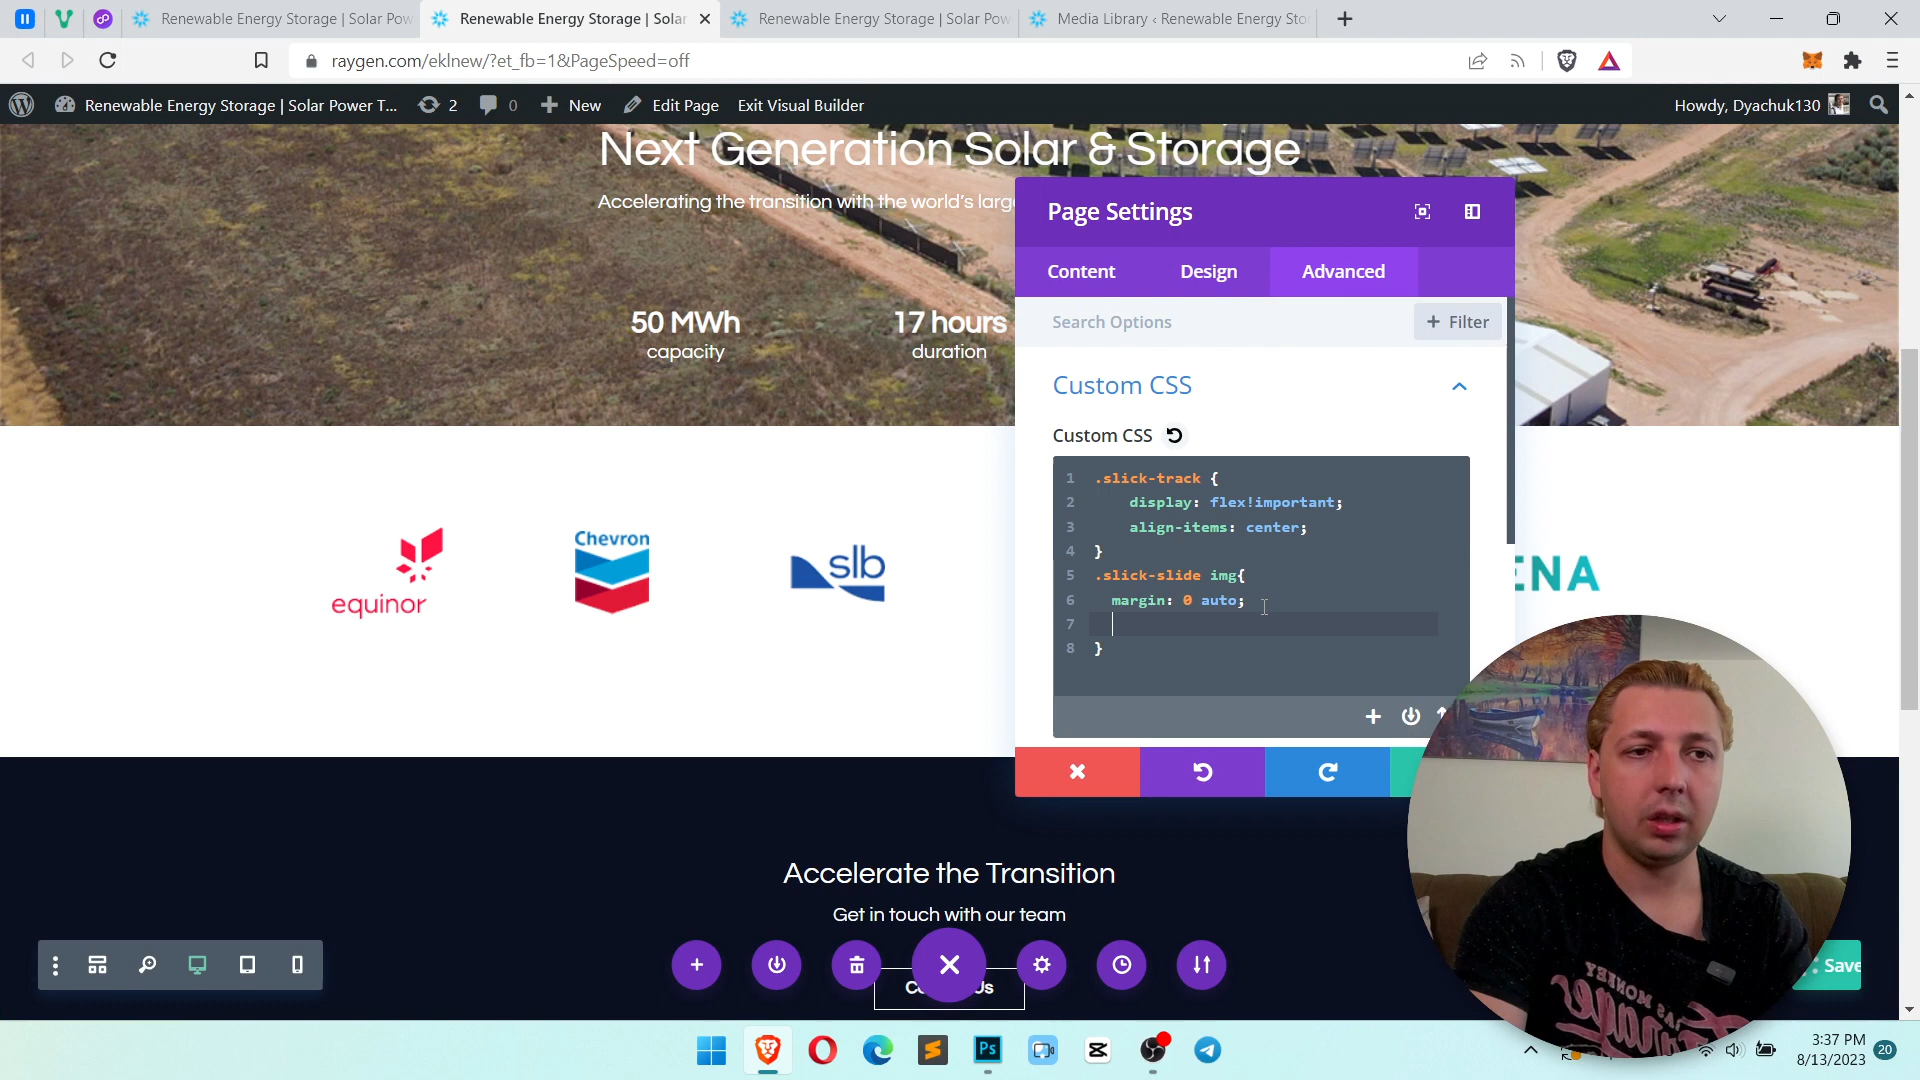 Renewable Energy Storage | Solar Pow
Renewable Energy Storage | Solar
Renewable Energy Storage | Solar Pow
Media Library ‹ Renewable Energy Stor
raygen.com/eklnew/?et_fb=1&PageSpeed=off
Renewable Energy Storage | Solar Power T... 2 0 New Edit Page Exit Visual Builder Howdy, Dyachuk130
Next Generation Solar & Storage
Accelerating the transition with the world's large
50 MWh
capacity
17 hours
duration
Page Settings
Content Design Advanced
Search Options + Filter
Custom CSS
Custom CSS
1 .slick-track {
2 display: flex!important;
3 align-items: center;
4 }
5 .slick-slide img{
6 margin: 0 auto;
7
8 }
equinor
Chevron
slb
ENA
Accelerate the Transition
Get in touch with our team
Save
Ps
3:37 PM
8/13/2023
20